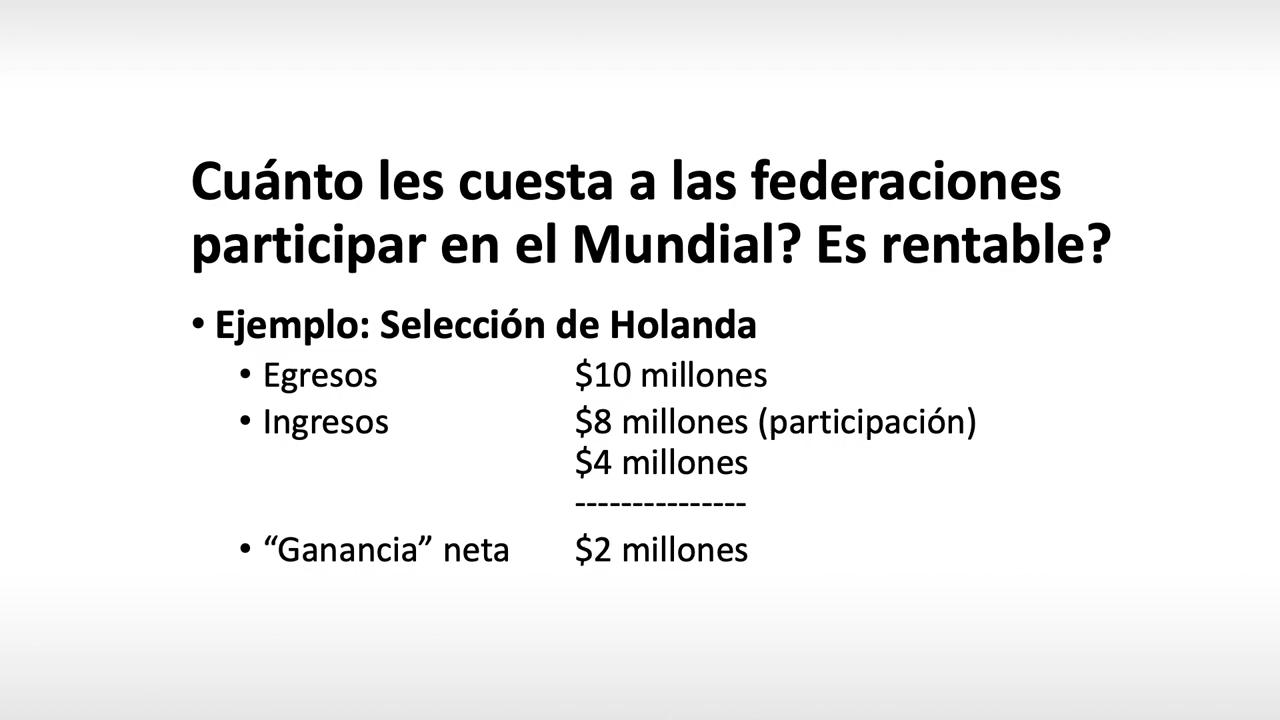 Cuánto les cuesta a las federaciones
participar en el Mundial? Es rentable?
• Ejemplo: Selección de Holanda
• Egresos $10 millones
• Ingresos $8 millones (participación)
$4 millones
---------------
• “Ganancia” neta $2 millones